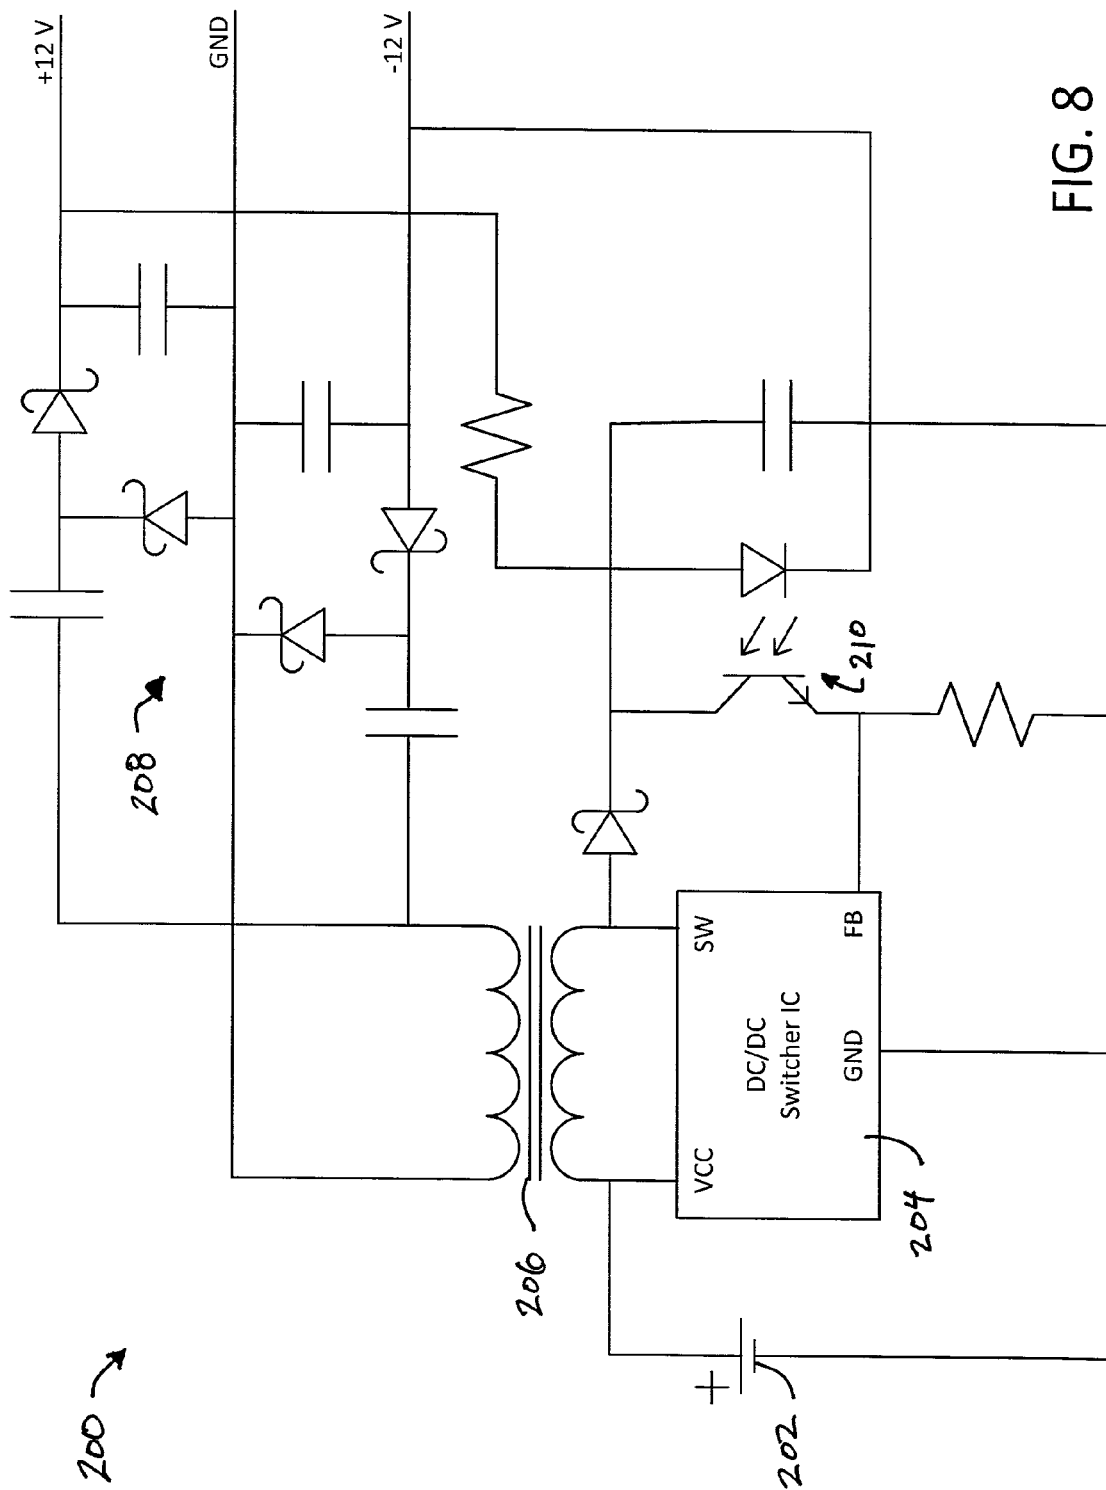 200
202
+
204
VCC
SW
DC/DC
Switcher IC
GND
FB
206
208
210
+12 V
GND
-12 V
FIG. 8